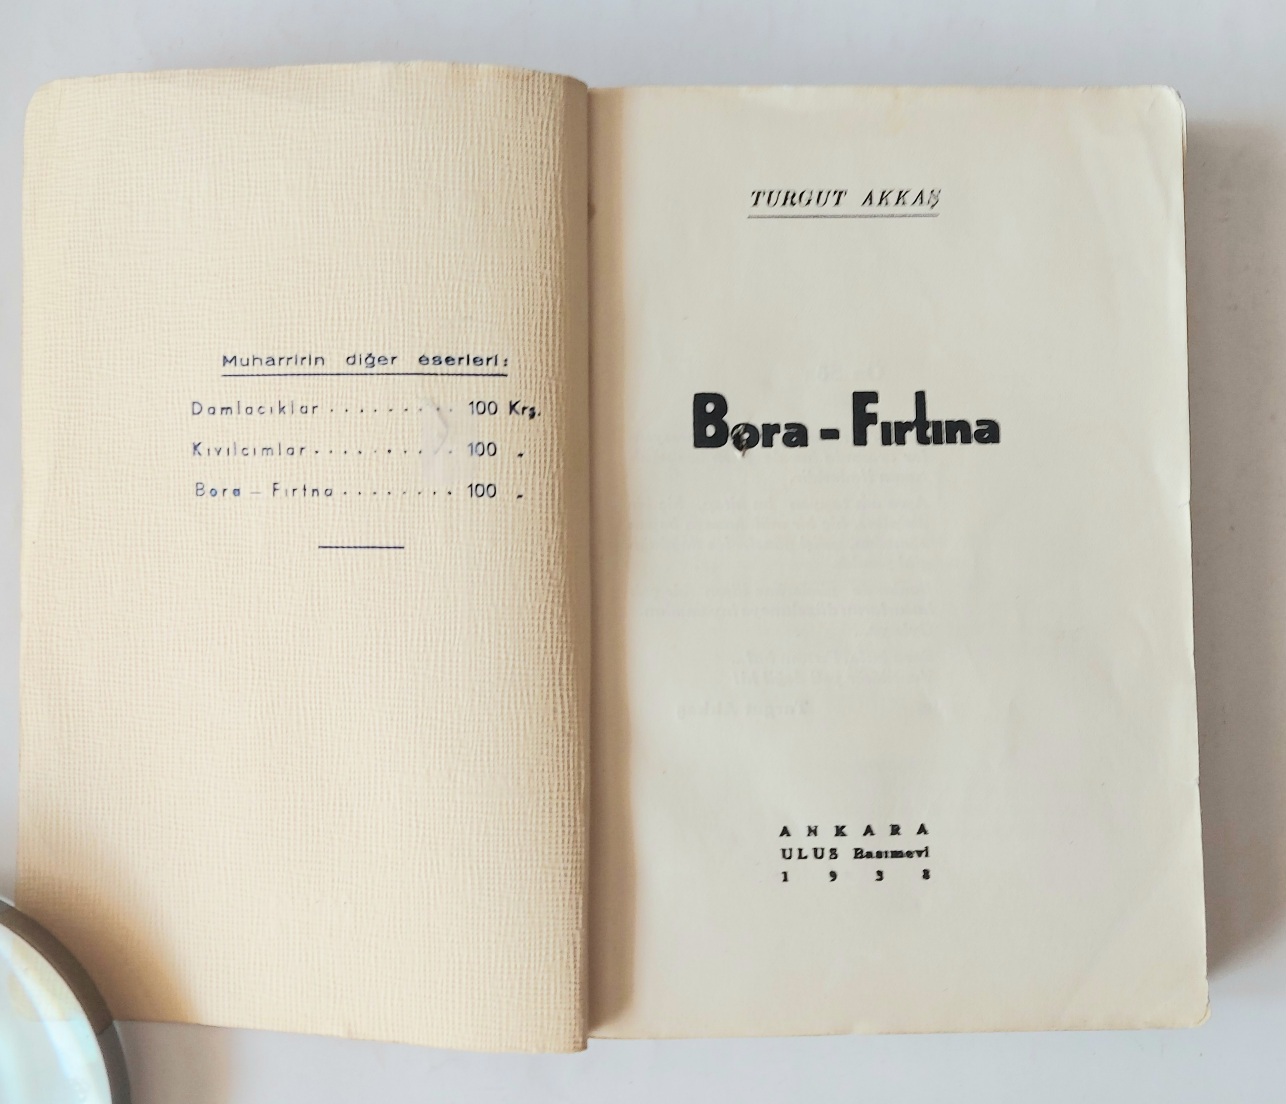 Muharririn diğer eserleri:
Damlacıklar . . . . . . . . . 100 Krş.
Kıvılcımlar . . . . . . . . . 100 „
Bora – Fırtna . . . . . . . . 100 „
TURGUT AKKAŞ
Bora - Fırtına
ANKARA
ULUS Basımevi
1938